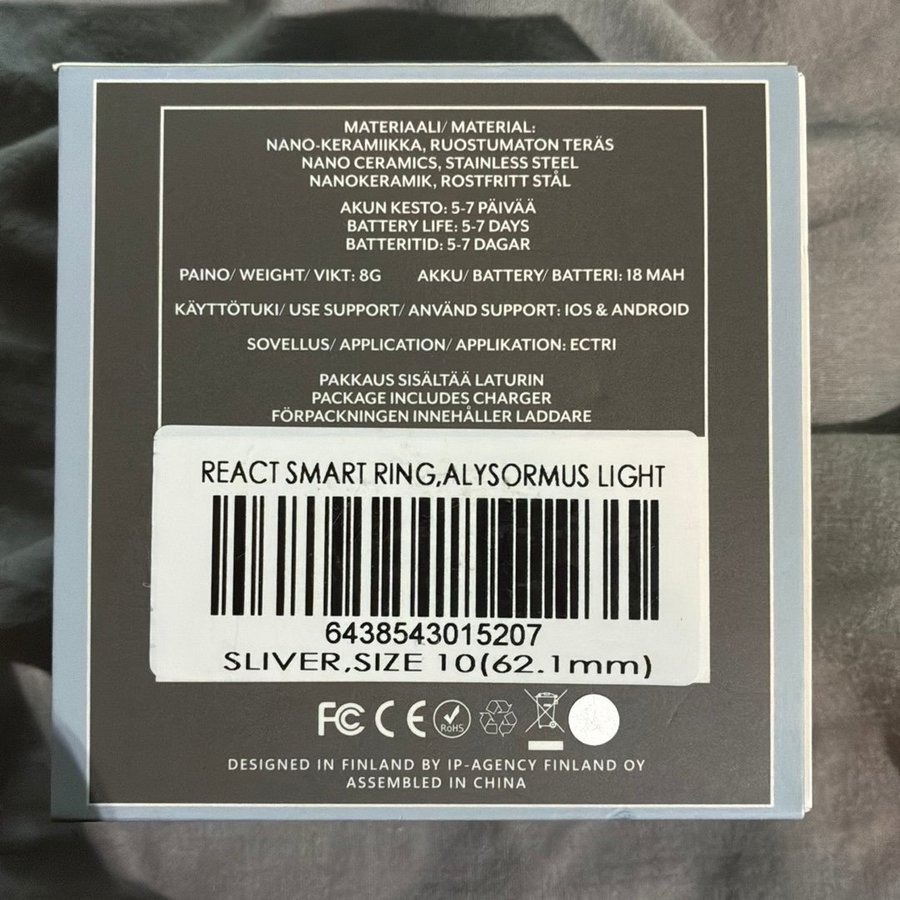 MATERIAALI/ MATERIAL:
NANO-KERAMIIKKA, RUOSTUMATON TERÄS
NANO CERAMICS, STAINLESS STEEL
NANOKERAMIK, ROSTFRITT STÅL
AKUN KESTO: 5-7 PÄIVÄÄ
BATTERY LIFE: 5-7 DAYS
BATTERITID: 5-7 DAGAR
PAINO/ WEIGHT/ VIKT: 8G AKKU/ BATTERY/ BATTERI: 18 MAH
KÄYTTÖTUKI/ USE SUPPORT/ ANVÄND SUPPORT: IOS & ANDROID
SOVELLUS/ APPLICATION/ APPLIKATION: ECTRI
PAKKAUS SISÄLTÄÄ LATURIN
PACKAGE INCLUDES CHARGER
FÖRPACKNINGEN INNEHÅLLER LADDARE
REACT SMART RING,ALYSORMUS LIGHT
6438543015207
SLIVER,SIZE 10(62.1mm)
FC CE RoHS
DESIGNED IN FINLAND BY IP-AGENCY FINLAND OY
ASSEMBLED IN CHINA